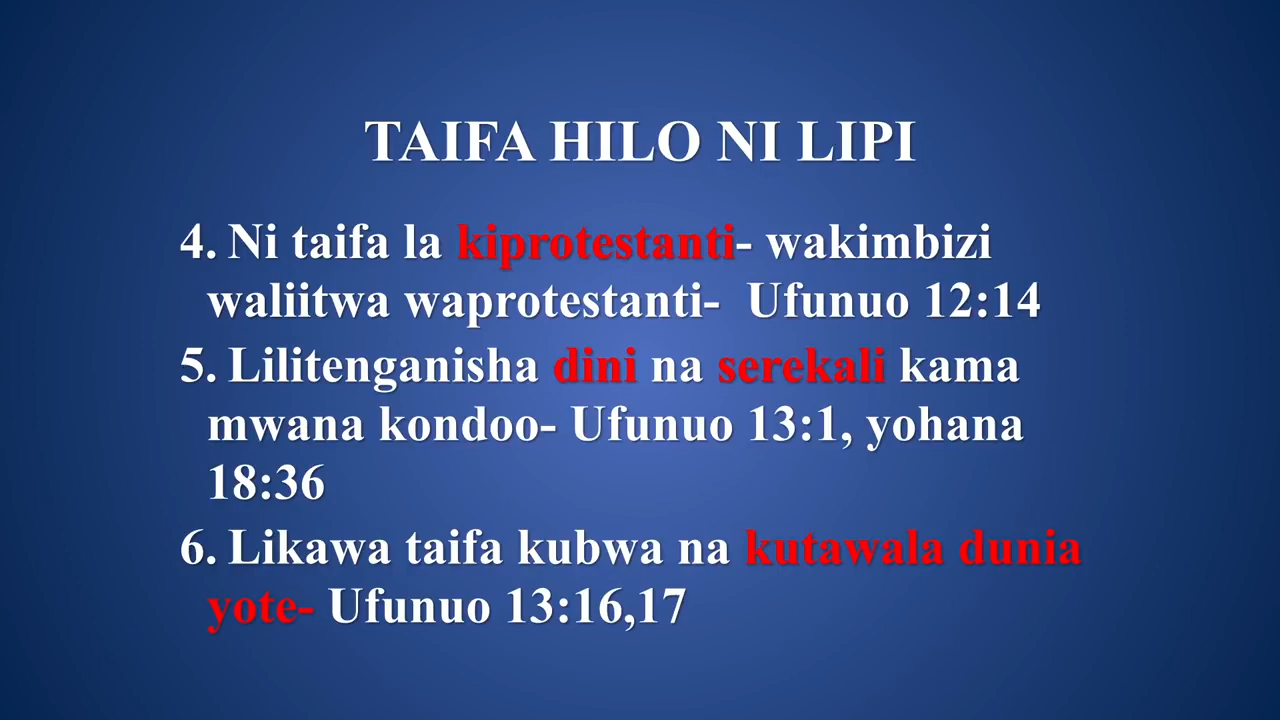 TAIFA HILO NI LIPI
4. Ni taifa la kiprotestanti- wakimbizi
waliitwa waprotestanti- Ufunuo 12:14
5. Lilitenganisha dini na serekali kama
mwana kondoo- Ufunuo 13:1, yohana
18:36
6. Likawa taifa kubwa na kutawala dunia
yote- Ufunuo 13:16,17